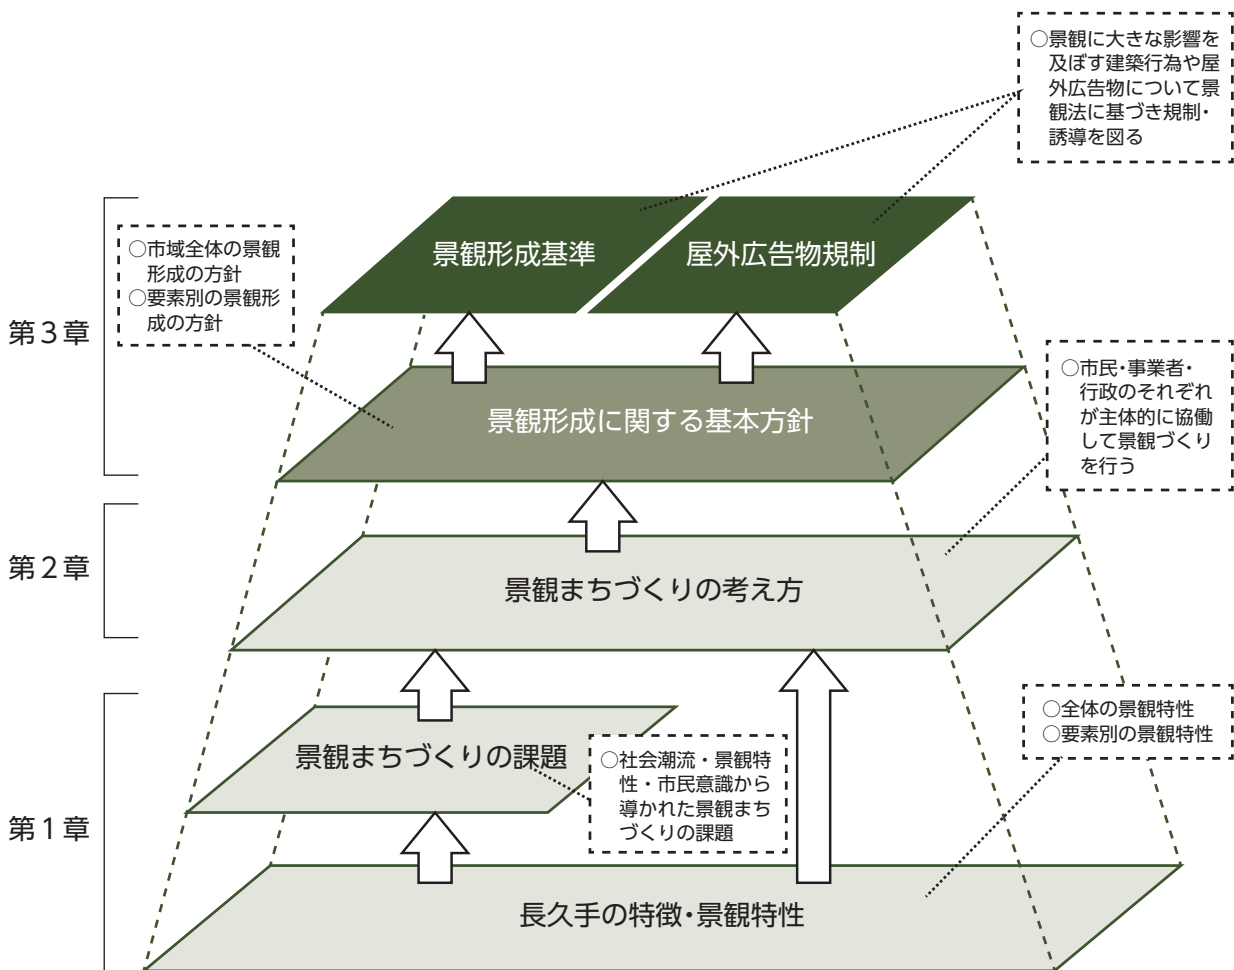 ○景観に大きな影響を
及ぼす建築行為や屋
外広告物について景
観法に基づき規制・
誘導を図る
景観形成基準
屋外広告物規制
○市域全体の景観
形成の方針
○要素別の景観形
成の方針
第3章
景観形成に関する基本方針
○市民・事業者・
行政のそれぞれ
が主体的に協働
して景観づくり
を行う
第2章
景観まちづくりの考え方
○全体の景観特性
○要素別の景観特性
景観まちづくりの課題
○社会潮流・景観特
性・市民意識から
導かれた景観まち
づくりの課題
第1章
長久手の特徴・景観特性